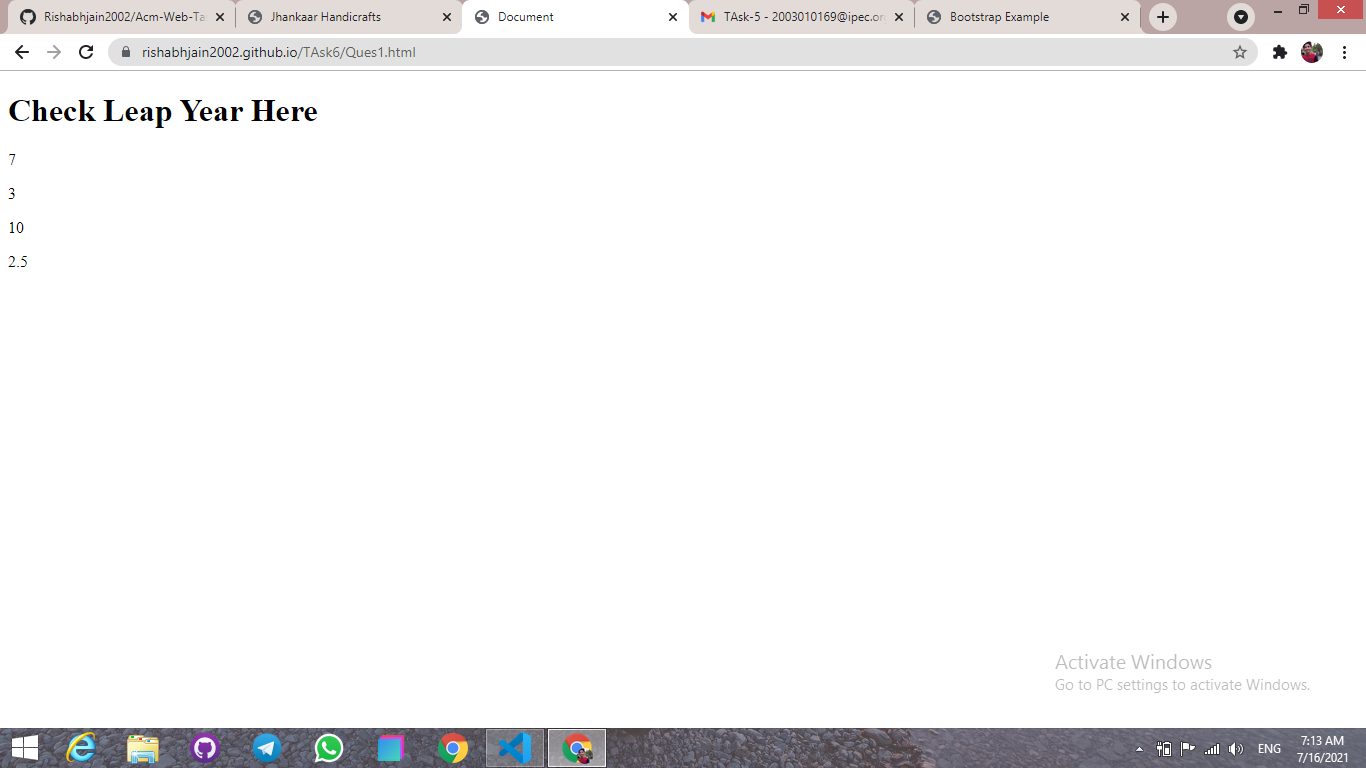 Rishabhjain2002/Acm-Web-Ta
Jhankaar Handicrafts
Document
TAsk-5 - 2003010169@ipec.or
Bootstrap Example
rishabhjain2002.github.io/TAsk6/Ques1.html
Check Leap Year Here
7
3
10
2.5
Activate Windows
Go to PC settings to activate Windows.
ENG
7:13 AM
7/16/2021